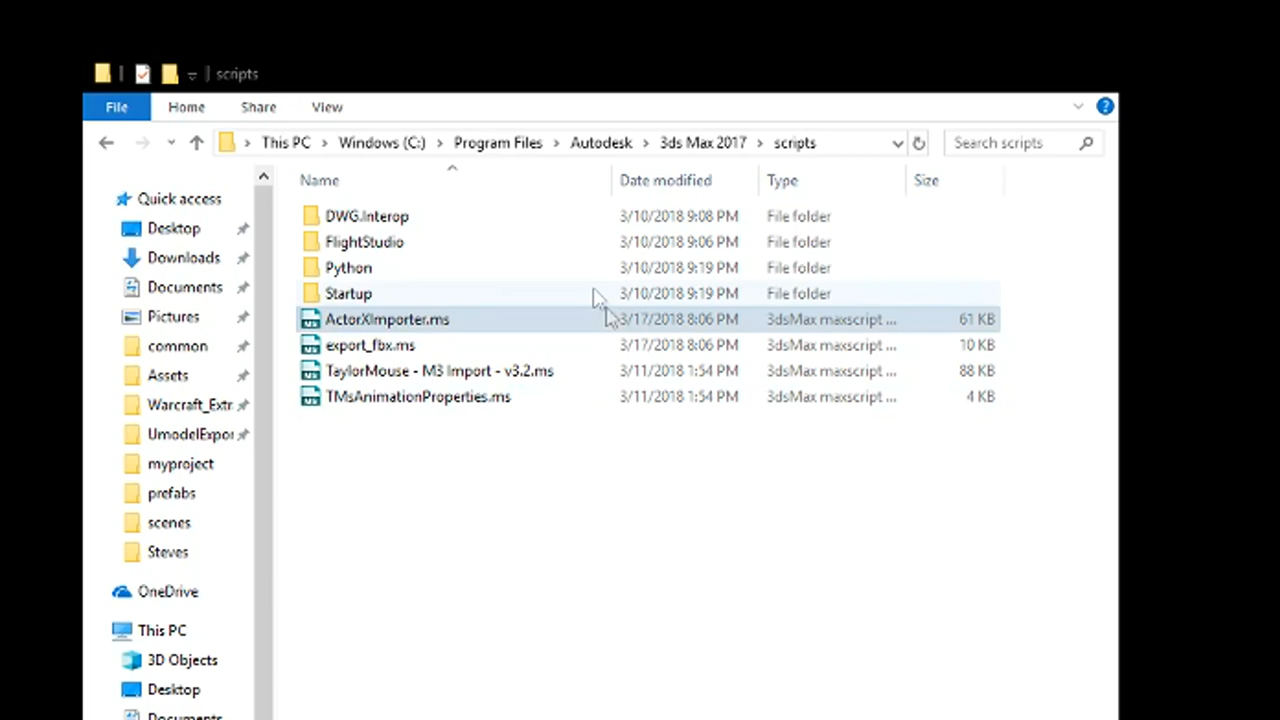 scripts
File Home Share View
This PC Windows (C:) Program Files Autodesk 3ds Max 2017 scripts Search scripts
Name Date modified Type Size
Quick access
Desktop
Downloads
Documents
Pictures
common
Assets
Warcraft_Extr
UmodelExpor
myproject
prefabs
scenes
Steves
OneDrive
This PC
3D Objects
Desktop
Documents
DWG.Interop 3/10/2018 9:08 PM File folder
FlightStudio 3/10/2018 9:06 PM File folder
Python 3/10/2018 9:19 PM File folder
Startup 3/10/2018 9:19 PM File folder
ActorXImporter.ms 3/17/2018 8:06 PM 3dsMax maxscript ... 61 KB
export_fbx.ms 3/17/2018 8:06 PM 3dsMax maxscript ... 10 KB
TaylorMouse - M3 Import - v3.2.ms 3/11/2018 1:54 PM 3dsMax maxscript ... 88 KB
TMsAnimationProperties.ms 3/11/2018 1:54 PM 3dsMax maxscript ... 4 KB